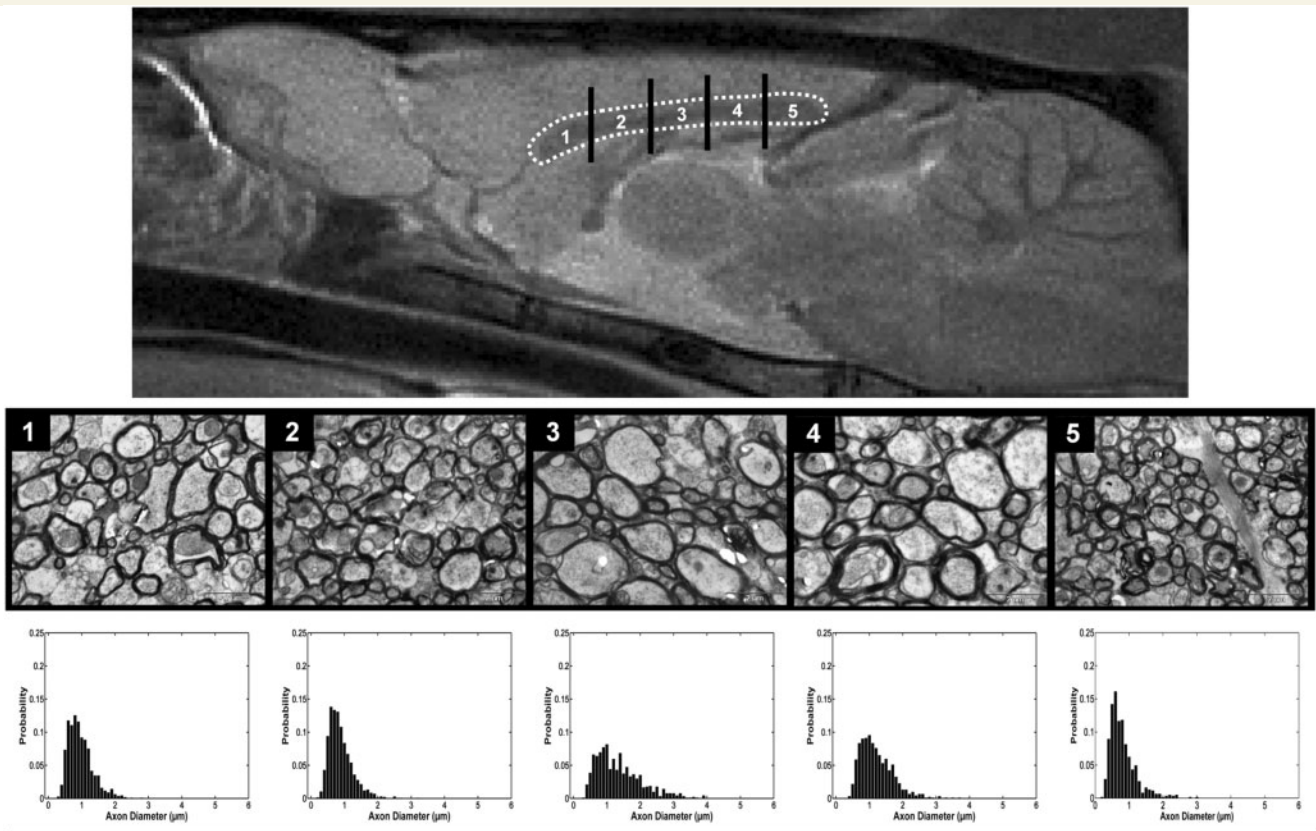 1 2 3 4 5
1 2 3 4 5
0.25 0.25 0.25 0.25 0.25
0.2 0.2 0.2 0.2 0.2
0.15 0.15 0.15 0.15 0.15
0.1 0.1 0.1 0.1 0.1
0.05 0.05 0.05 0.05 0.05
0 0 0 0 0
Probability Probability Probability Probability Probability
0 1 2 3 4 5 6 0 1 2 3 4 5 6 0 1 2 3 4 5 6 0 1 2 3 4 5 6 0 1 2 3 4 5 6
Axon Diameter (µm) Axon Diameter (µm) Axon Diameter (µm) Axon Diameter (µm) Axon Diameter (µm)